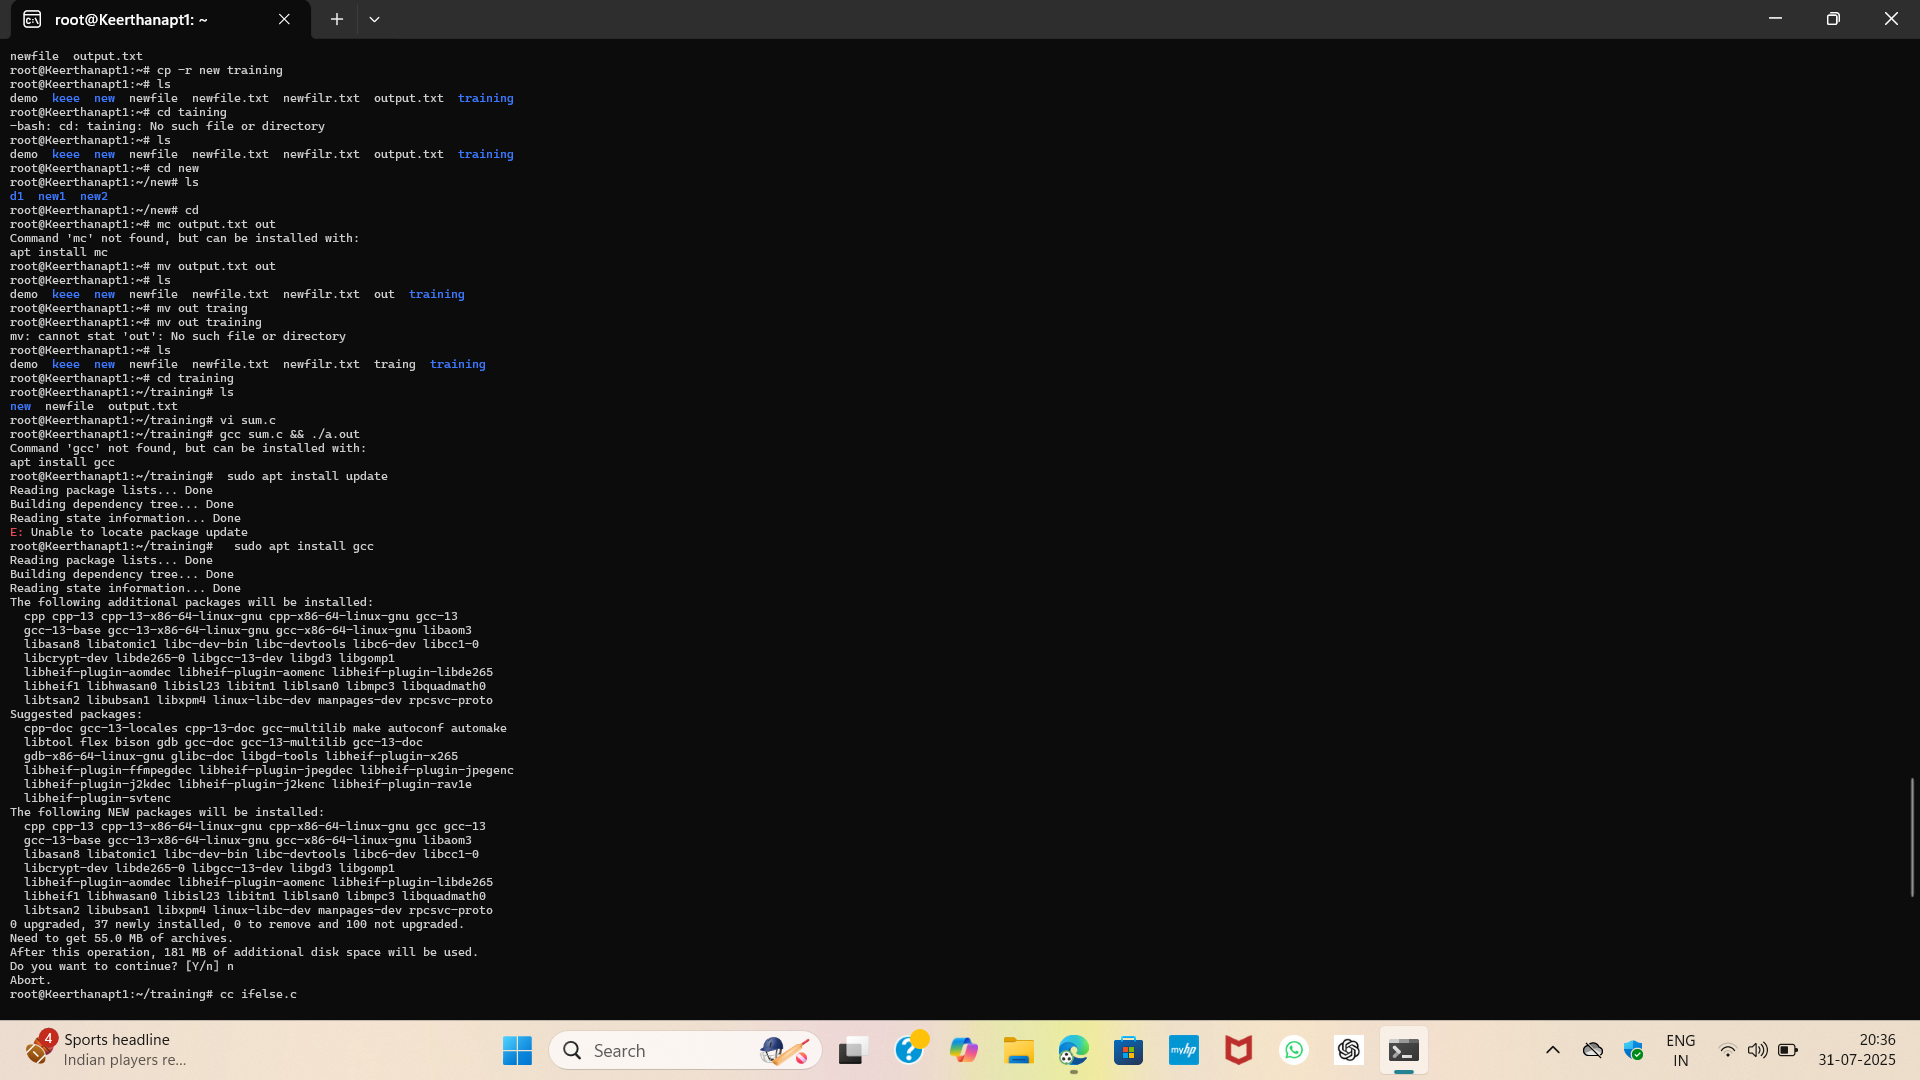 root@Keerthanapt1: ~
newfile  output.txt
root@Keerthanapt1:~# cp -r new training
root@Keerthanapt1:~# ls
demo  keee  new  newfile  newfile.txt  newfilr.txt  output.txt  training
root@Keerthanapt1:~# cd taining
-bash: cd: taining: No such file or directory
root@Keerthanapt1:~# ls
demo  keee  new  newfile  newfile.txt  newfilr.txt  output.txt  training
root@Keerthanapt1:~# cd new
root@Keerthanapt1:~/new# ls
d1  new1  new2
root@Keerthanapt1:~/new# cd
root@Keerthanapt1:~# mc output.txt out
Command 'mc' not found, but can be installed with:
apt install mc
root@Keerthanapt1:~# mv output.txt out
root@Keerthanapt1:~# ls
demo  keee  new  newfile  newfile.txt  newfilr.txt  out  training
root@Keerthanapt1:~# mv out traing
root@Keerthanapt1:~# mv out training
mv: cannot stat 'out': No such file or directory
root@Keerthanapt1:~# ls
demo  keee  new  newfile  newfile.txt  newfilr.txt  traing  training
root@Keerthanapt1:~# cd training
root@Keerthanapt1:~/training# ls
new  newfile  output.txt
root@Keerthanapt1:~/training# vi sum.c
root@Keerthanapt1:~/training# gcc sum.c && ./a.out
Command 'gcc' not found, but can be installed with:
apt install gcc
root@Keerthanapt1:~/training#  sudo apt install update
Reading package lists... Done
Building dependency tree... Done
Reading state information... Done
E: Unable to locate package update
root@Keerthanapt1:~/training#   sudo apt install gcc
Reading package lists... Done
Building dependency tree... Done
Reading state information... Done
The following additional packages will be installed:
  cpp cpp-13 cpp-13-x86-64-linux-gnu cpp-x86-64-linux-gnu gcc-13
  gcc-13-base gcc-13-x86-64-linux-gnu gcc-x86-64-linux-gnu libaom3
  libasan8 libatomic1 libc-dev-bin libc-devtools libc6-dev libcc1-0
  libcrypt-dev libde265-0 libgcc-13-dev libgd3 libgomp1
  libheif-plugin-aomdec libheif-plugin-aomenc libheif-plugin-libde265
  libheif1 libhwasan0 libisl23 libitm1 liblsan0 libmpc3 libquadmath0
  libtsan2 libubsan1 libxpm4 linux-libc-dev manpages-dev rpcsvc-proto
Suggested packages:
  cpp-doc gcc-13-locales cpp-13-doc gcc-multilib make autoconf automake
  libtool flex bison gdb gcc-doc gcc-13-multilib gcc-13-doc
  gdb-x86-64-linux-gnu glibc-doc libgd-tools libheif-plugin-x265
  libheif-plugin-ffmpegdec libheif-plugin-jpegdec libheif-plugin-jpegenc
  libheif-plugin-j2kdec libheif-plugin-j2kenc libheif-plugin-rav1e
  libheif-plugin-svtenc
The following NEW packages will be installed:
  cpp cpp-13 cpp-13-x86-64-linux-gnu cpp-x86-64-linux-gnu gcc gcc-13
  gcc-13-base gcc-13-x86-64-linux-gnu gcc-x86-64-linux-gnu libaom3
  libasan8 libatomic1 libc-dev-bin libc-devtools libc6-dev libcc1-0
  libcrypt-dev libde265-0 libgcc-13-dev libgd3 libgomp1
  libheif-plugin-aomdec libheif-plugin-aomenc libheif-plugin-libde265
  libheif1 libhwasan0 libisl23 libitm1 liblsan0 libmpc3 libquadmath0
  libtsan2 libubsan1 libxpm4 linux-libc-dev manpages-dev rpcsvc-proto
0 upgraded, 37 newly installed, 0 to remove and 100 not upgraded.
Need to get 55.0 MB of archives.
After this operation, 181 MB of additional disk space will be used.
Do you want to continue? [Y/n] n
Abort.
root@Keerthanapt1:~/training# cc ifelse.c
4
Sports headline
Indian players re...
Search
myhp
ENG
IN
20:36
31-07-2025